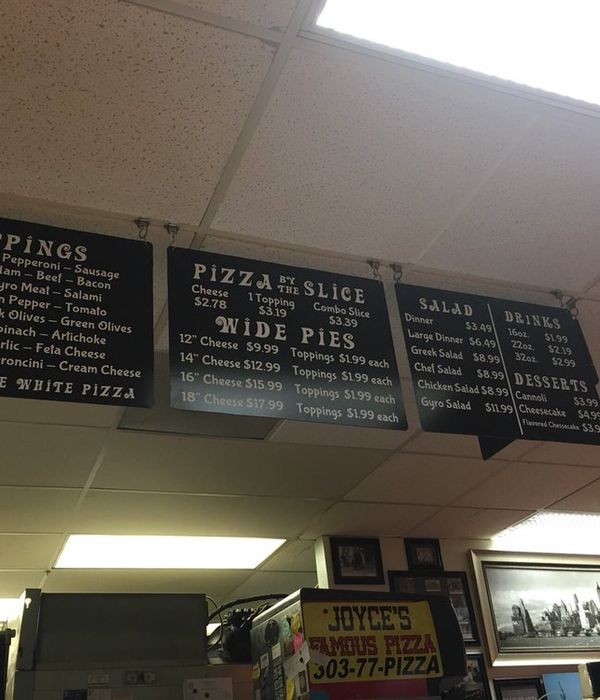 PPINGS
Pepperoni – Sausage
am – Beef – Bacon
yro Meat – Salami
n Pepper – Tomato
k Olives – Green Olives
pinach – Artichoke
rlic – Feta Cheese
roncini – Cream Cheese
E WHITE PIZZA
PIZZA BY THE SLICE
Cheese 1 Topping Combo Slice
$2.78 $3.19 $3.39
WIDE PIES
12" Cheese $9.99 Toppings $1.99 each
14" Cheese $12.99 Toppings $1.99 each
16" Cheese $15.99 Toppings $1.99 each
18" Cheese $17.99 Toppings $1.99 each
SALAD
Dinner $3.49
Large Dinner $6.49
Greek Salad $8.99
Chef Salad $8.99
Chicken Salad $8.99
Gyro Salad $11.99
DRINKS
16oz. $1.99
22oz. $2.19
32oz. $2.99
DESSERTS
Cannoli $3.99
Cheesecake $4.99
Flavored Cheesecake $3.9
JOYCE'S
FAMOUS PIZZA
303-77-PIZZA